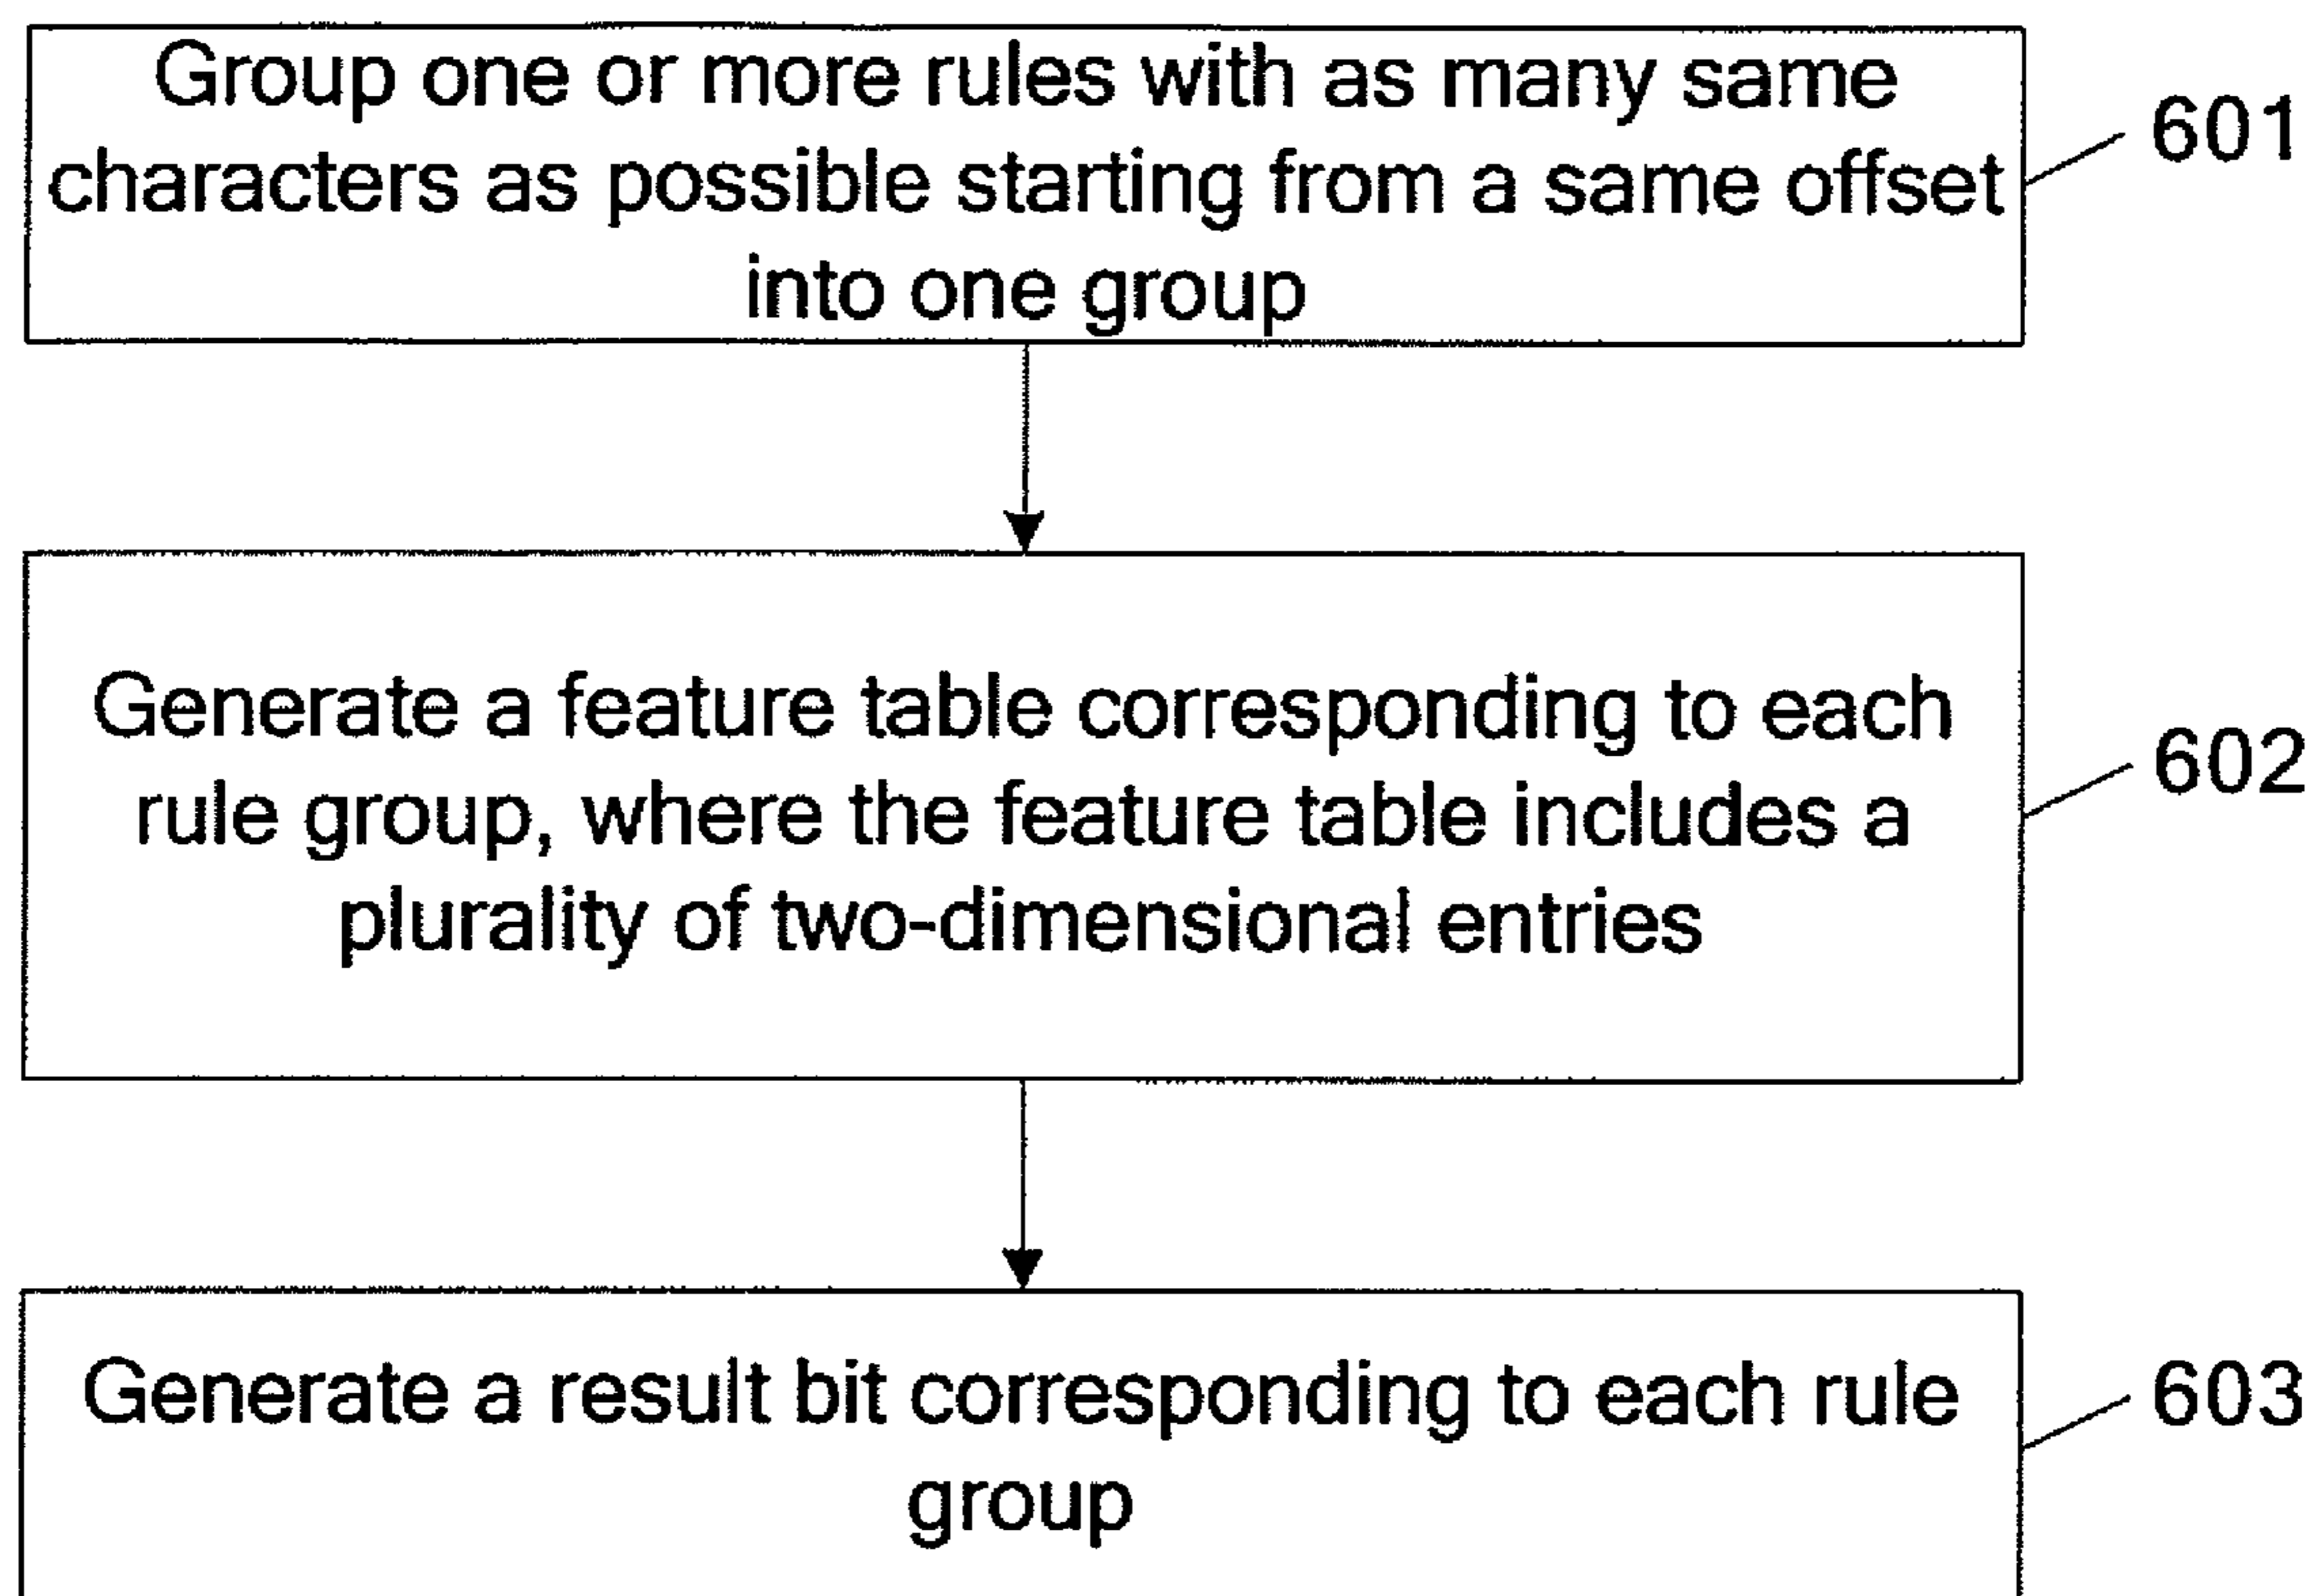 Group one or more rules with as many same
characters as possible starting from a same offset
into one group
601
Generate a feature table corresponding to each
rule group, where the feature table includes a
plurality of two-dimensional entries
602
Generate a result bit corresponding to each rule
group
603